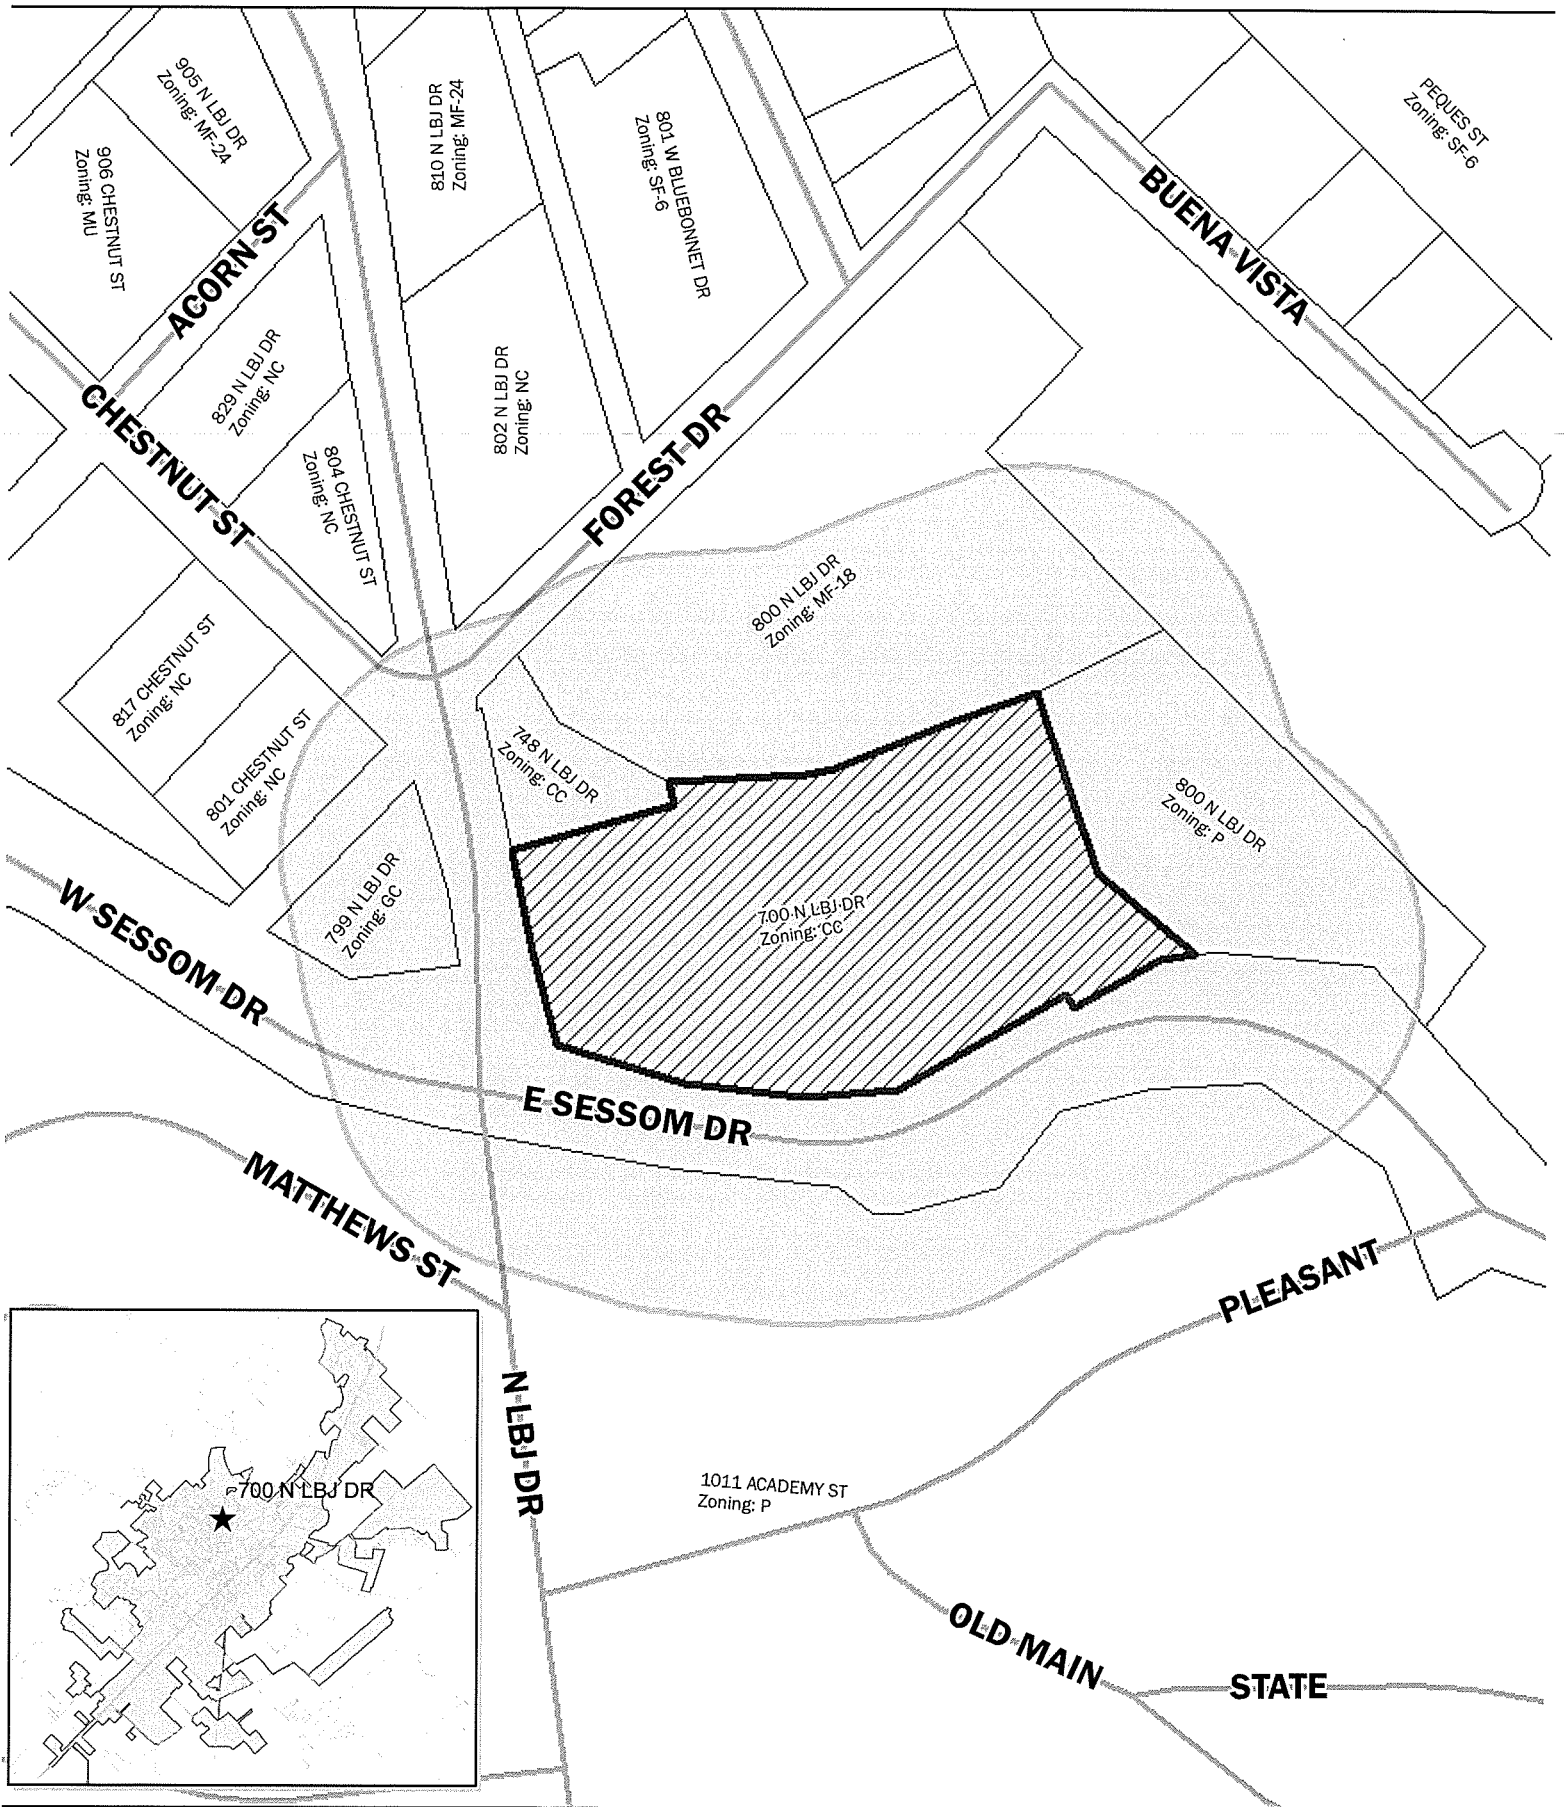 905 N LBJ DR
Zoning: MF-24
810 N LBJ DR
Zoning: MF-24
801 W BLUEBONNET DR
Zoning: SF-6
PEQUES ST
Zoning: SF-6
906 CHESTNUT ST
Zoning: MU
ACORN ST
BUENA VISTA
829 N LBJ DR
Zoning: NC
802 N LBJ DR
Zoning: NC
CHESTNUT ST
804 CHESTNUT ST
Zoning: NC
FOREST DR
800 N LBJ DR
Zoning: MF-18
817 CHESTNUT ST
Zoning: NC
801 CHESTNUT ST
Zoning: NC
748 N LBJ DR
Zoning: CC
800 N LBJ DR
Zoning: P
799 N LBJ DR
Zoning: GC
700 N LBJ DR
Zoning: CC
W SESSOM DR
E SESSOM DR
MATTHEWS ST
PLEASANT
N LBJ DR
700 N LBJ DR
1011 ACADEMY ST
Zoning: P
OLD MAIN
STATE